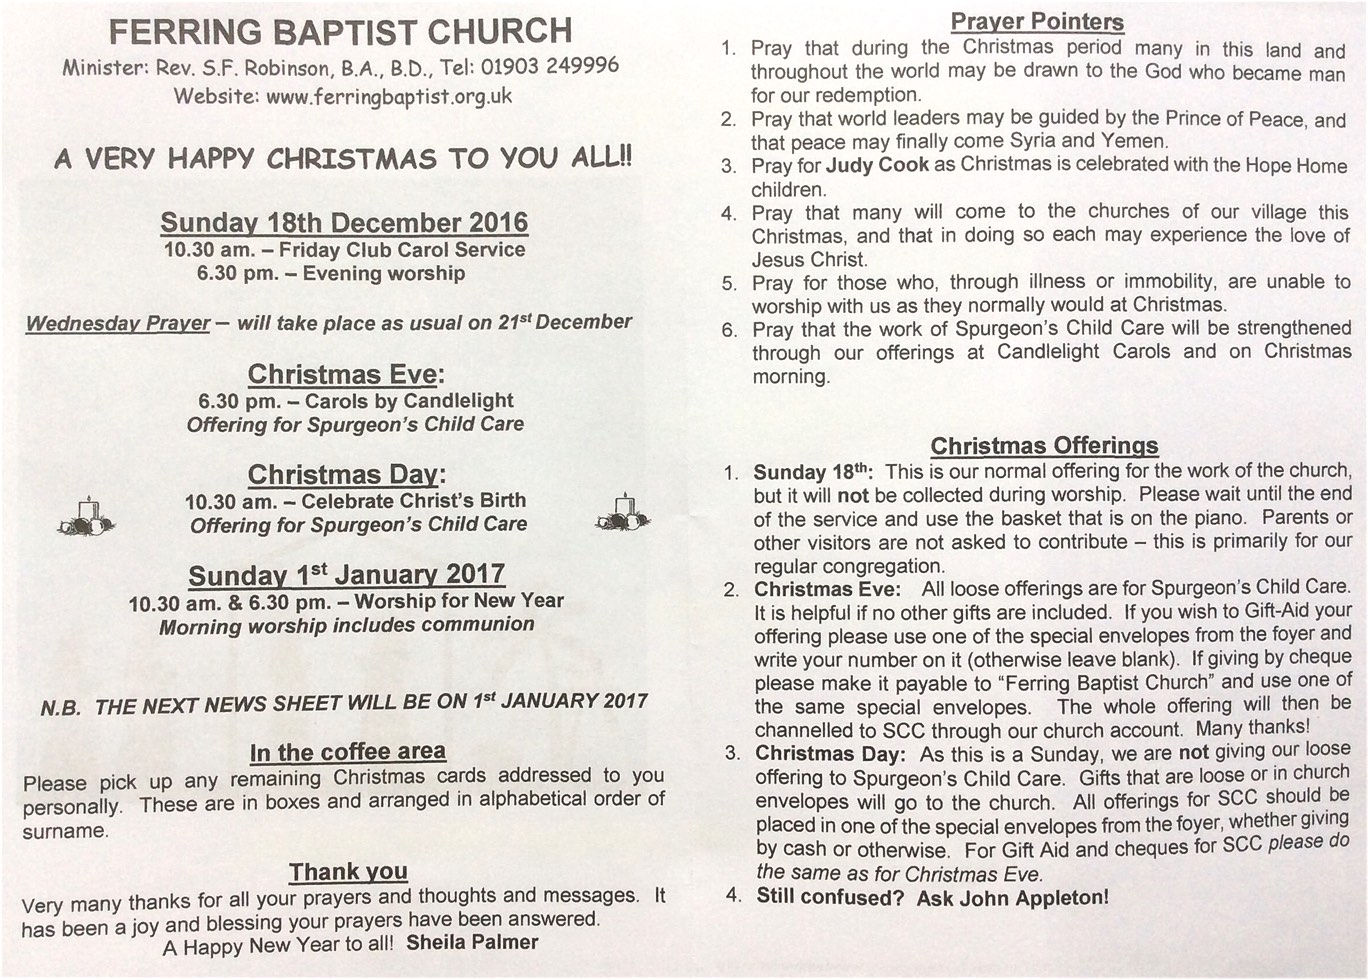 FERRING BAPTIST CHURCH
Minister: Rev. S.F. Robinson, B.A., B.D., Tel: 01903 249996
Website: www.ferringbaptist.org.uk
A VERY HAPPY CHRISTMAS TO YOU ALL!!
Sunday 18th December 2016
10.30 am. – Friday Club Carol Service
6.30 pm. – Evening worship
Wednesday Prayer – will take place as usual on 21st December
Christmas Eve:
6.30 pm. – Carols by Candlelight
Offering for Spurgeon's Child Care
Christmas Day:
10.30 am. – Celebrate Christ's Birth
Offering for Spurgeon's Child Care
Sunday 1st January 2017
10.30 am. & 6.30 pm. – Worship for New Year
Morning worship includes communion
N.B. THE NEXT NEWS SHEET WILL BE ON 1st JANUARY 2017
In the coffee area
Please pick up any remaining Christmas cards addressed to you
personally. These are in boxes and arranged in alphabetical order of
surname.
Thank you
Very many thanks for all your prayers and thoughts and messages. It
has been a joy and blessing your prayers have been answered.
A Happy New Year to all! Sheila Palmer
Prayer Pointers
1. Pray that during the Christmas period many in this land and
throughout the world may be drawn to the God who became man
for our redemption.
2. Pray that world leaders may be guided by the Prince of Peace, and
that peace may finally come Syria and Yemen.
3. Pray for Judy Cook as Christmas is celebrated with the Hope Home
children.
4. Pray that many will come to the churches of our village this
Christmas, and that in doing so each may experience the love of
Jesus Christ.
5. Pray for those who, through illness or immobility, are unable to
worship with us as they normally would at Christmas.
6. Pray that the work of Spurgeon's Child Care will be strengthened
through our offerings at Candlelight Carols and on Christmas
morning.
Christmas Offerings
1. Sunday 18th: This is our normal offering for the work of the church,
but it will not be collected during worship. Please wait until the end
of the service and use the basket that is on the piano. Parents or
other visitors are not asked to contribute – this is primarily for our
regular congregation.
2. Christmas Eve: All loose offerings are for Spurgeon's Child Care.
It is helpful if no other gifts are included. If you wish to Gift-Aid your
offering please use one of the special envelopes from the foyer and
write your number on it (otherwise leave blank). If giving by cheque
please make it payable to "Ferring Baptist Church" and use one of
the same special envelopes. The whole offering will then be
channelled to SCC through our church account. Many thanks!
3. Christmas Day: As this is a Sunday, we are not giving our loose
offering to Spurgeon's Child Care. Gifts that are loose or in church
envelopes will go to the church. All offerings for SCC should be
placed in one of the special envelopes from the foyer, whether giving
by cash or otherwise. For Gift Aid and cheques for SCC please do
the same as for Christmas Eve.
4. Still confused? Ask John Appleton!